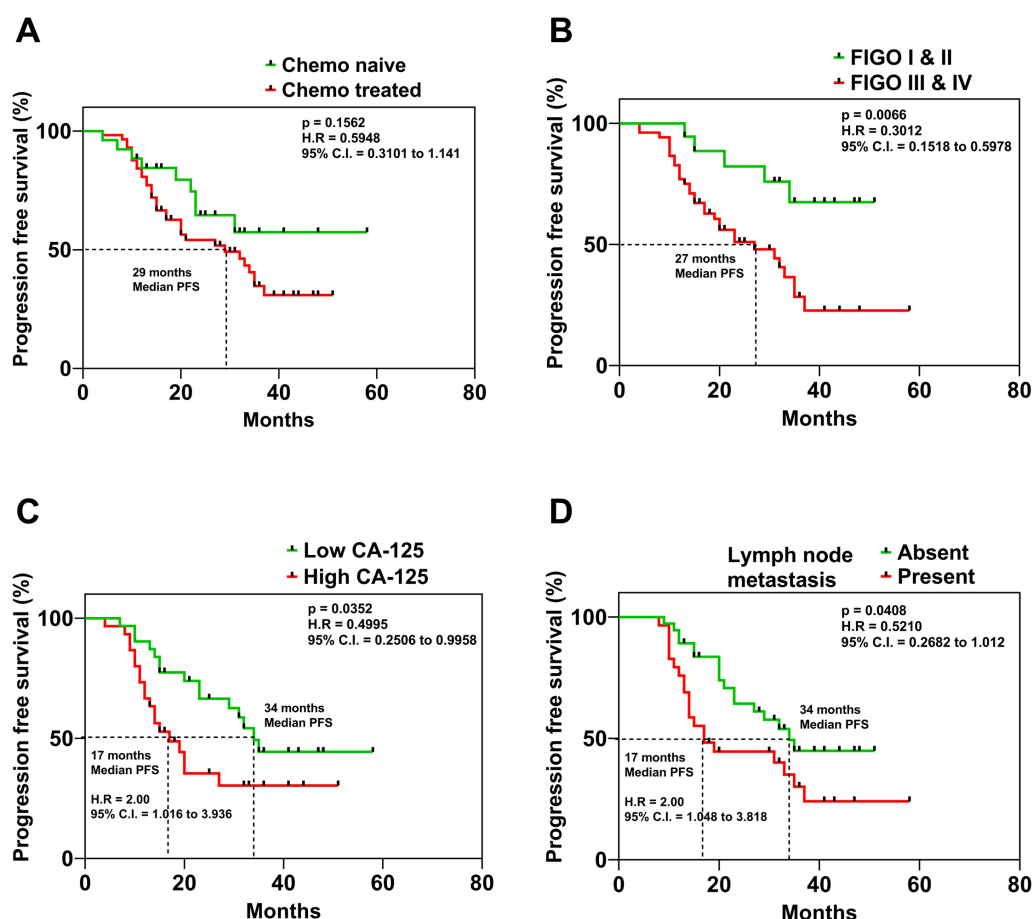 A
Chemo naive
Chemo treated
p = 0.1562
H.R = 0.5948
95% C.I. = 0.3101 to 1.141
Progression free survival (%)
100
50
0
29 months
Median PFS
0 20 40 60 80
Months
B
FIGO I & II
FIGO III & IV
p = 0.0066
H.R = 0.3012
95% C.I. = 0.1518 to 0.5978
Progression free survival (%)
100
50
0
27 months
Median PFS
0 20 40 60 80
Months
C
Low CA-125
High CA-125
p = 0.0352
H.R = 0.4995
95% C.I. = 0.2506 to 0.9958
Progression free survival (%)
100
50
0
34 months
Median PFS
17 months
Median PFS
H.R = 2.00
95% C.I. = 1.016 to 3.936
0 20 40 60 80
Months
D
Lymph node
metastasis
Absent
Present
p = 0.0408
H.R = 0.5210
95% C.I. = 0.2682 to 1.012
Progression free survival (%)
100
50
0
34 months
Median PFS
17 months
Median PFS
H.R = 2.00
95% C.I. = 1.048 to 3.818
0 20 40 60 80
Months